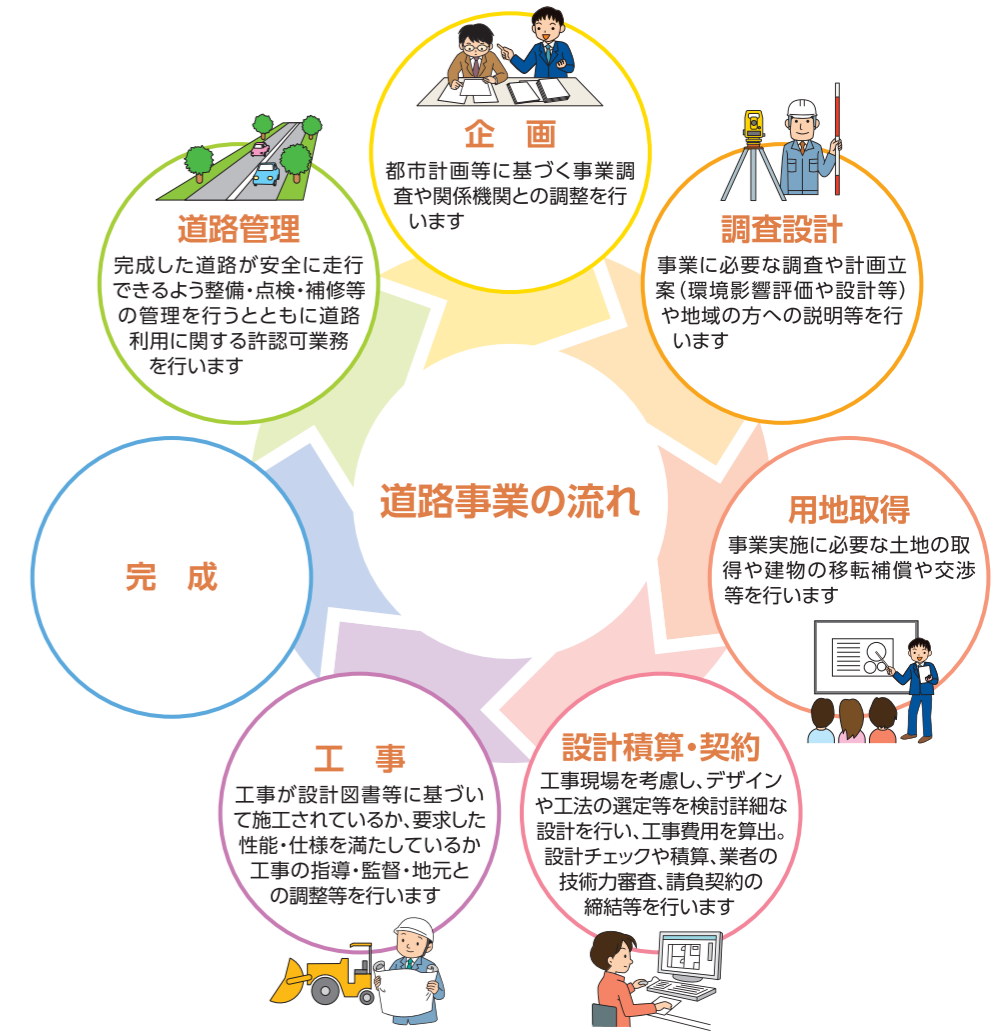 企 画
都市計画等に基づく事業調
査や関係機関との調整を行
います
調査設計
事業に必要な調査や計画立
案(環境影響評価や設計等)
や地域の方への説明等を行
います
用地取得
事業実施に必要な土地の取
得や建物の移転補償や交渉
等を行います
設計積算・契約
工事現場を考慮し、デザイン
や工法の選定等を検討詳細な
設計を行い、工事費用を算出。
設計チェックや積算、業者の
技術力審査、請負契約の
締結等を行います
工 事
工事が設計図書等に基づい
て施工されているか、要求した
性能・仕様を満たしているか
工事の指導・監督・地元と
の調整等を行います
完 成
道路管理
完成した道路が安全に走行
できるよう整備・点検・補修等
の管理を行うとともに道路
利用に関する許認可業務
を行います
道路事業の流れ